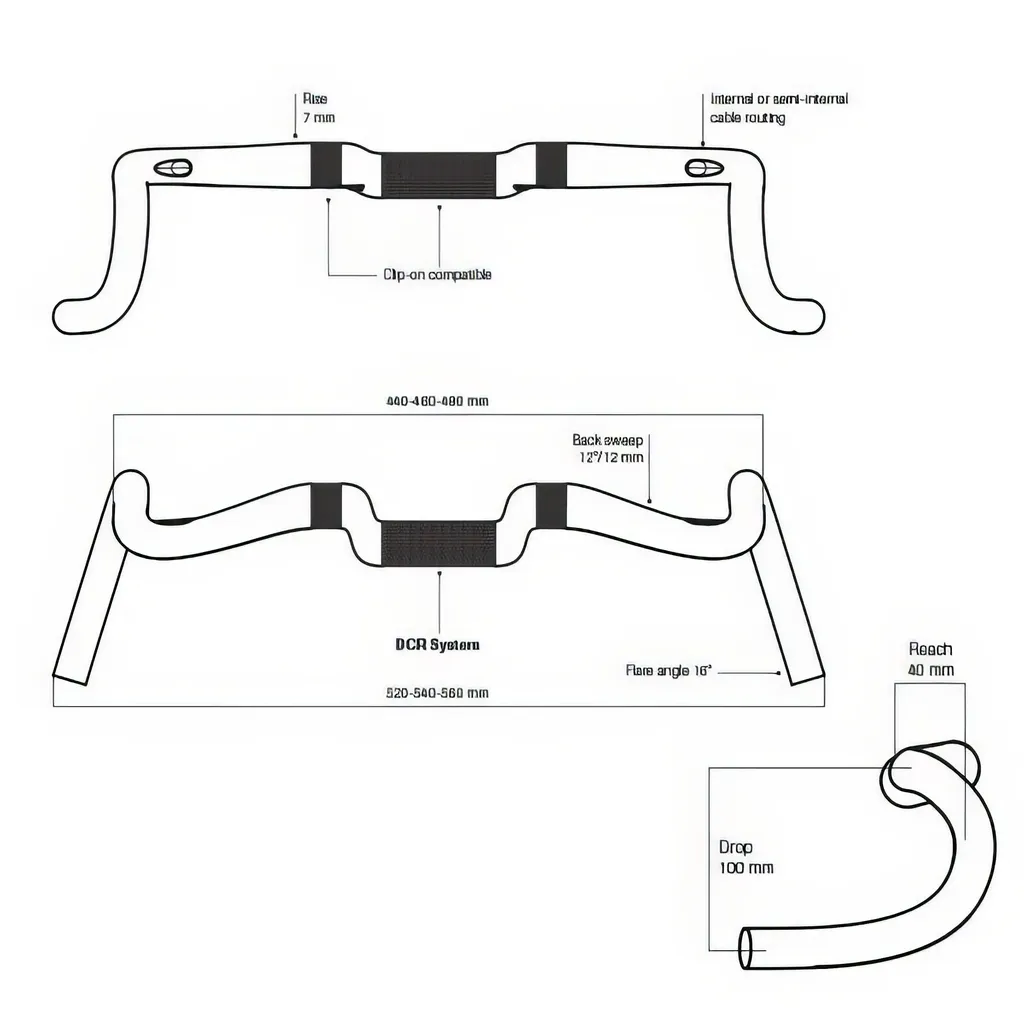 Rise
7 mm
Internal or semi-internal
cable routing
Clip-on compatible
440-460-480 mm
Back sweep
12°/12 mm
DCR System
Flare angle 16°
520-540-560 mm
Reach
40 mm
Drop
100 mm